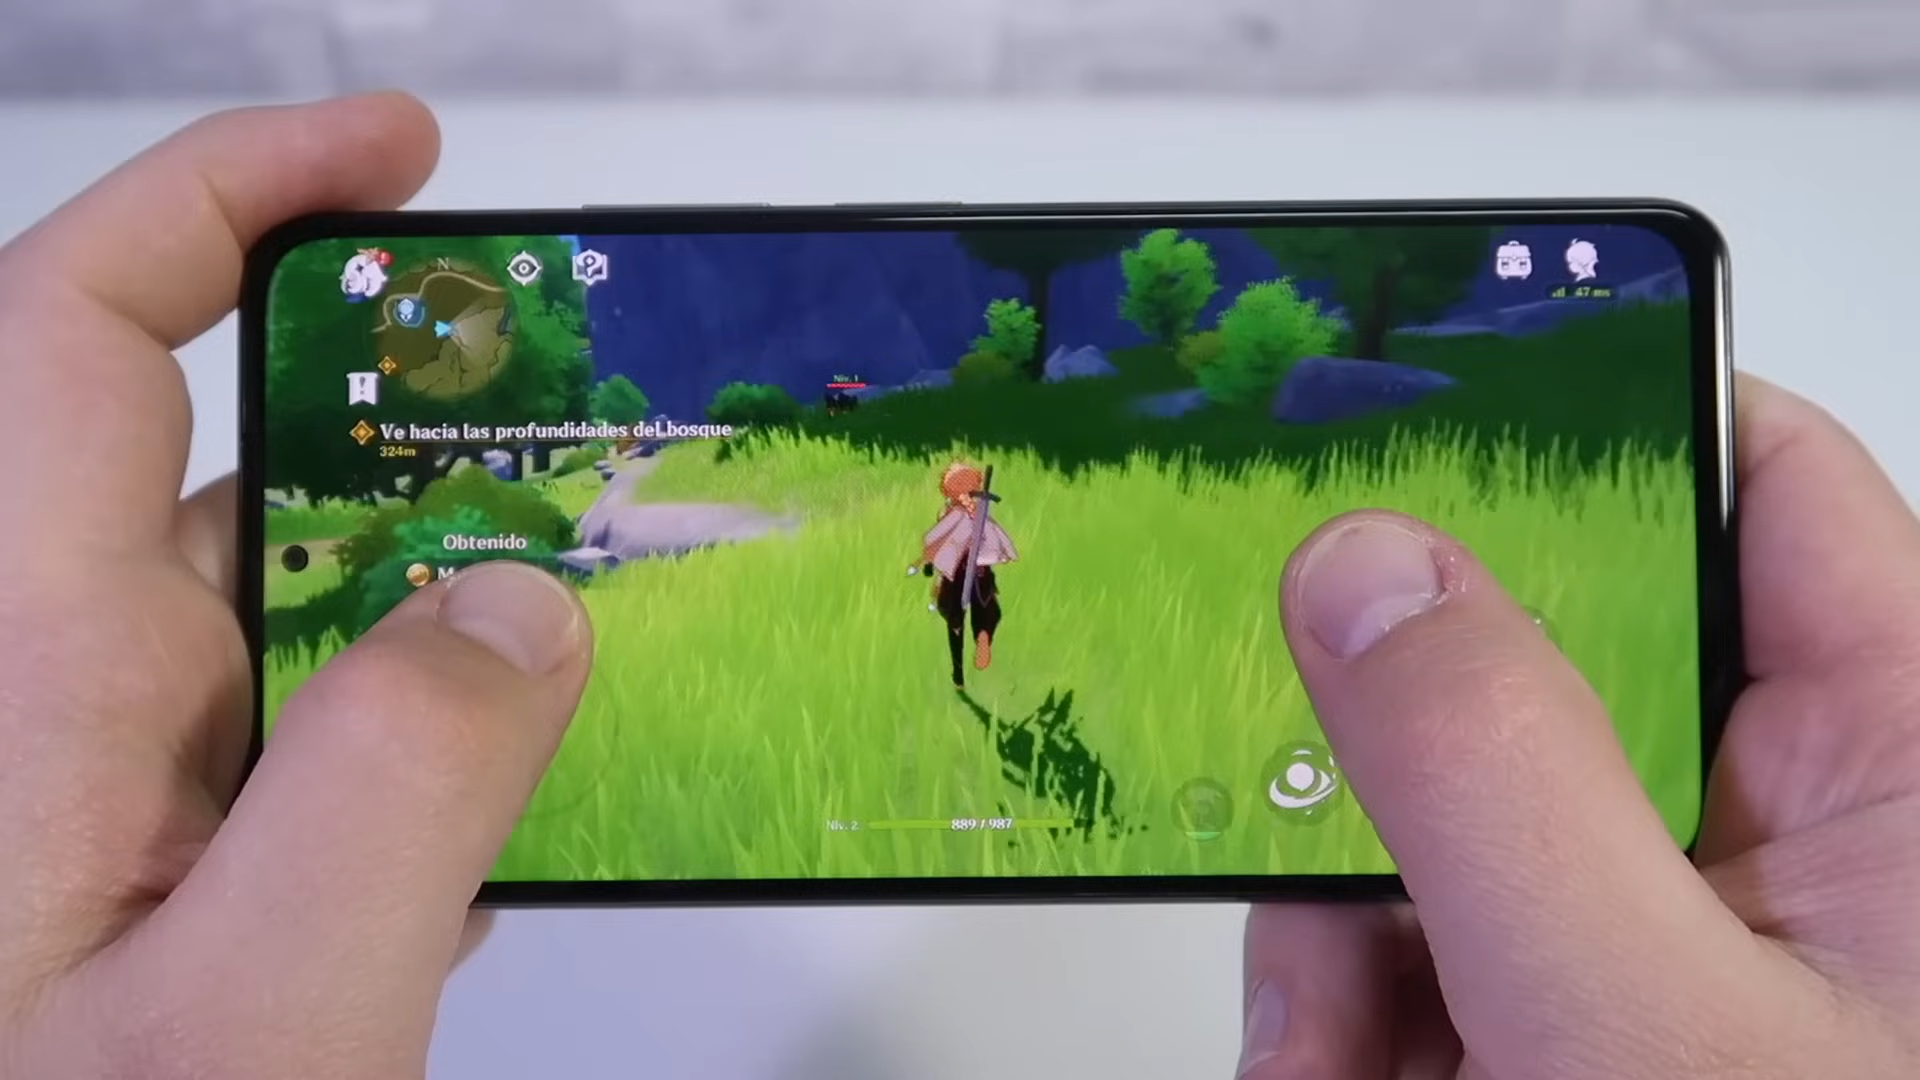 N
47 ms
Niv. 1
Ve hacia las profundidades del bosque
324m
Obtenido
Niv. 2
889 / 987